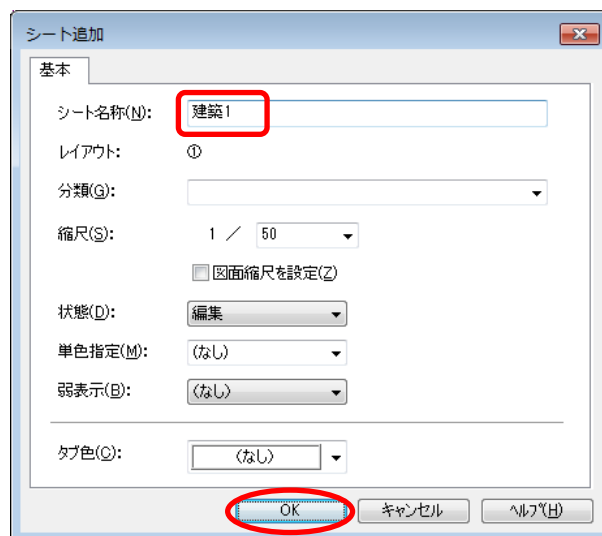 シート追加
基本
シート名称(N): 建築1
レイアウト: ①
分類(G):
縮尺(S): 1 ／ 50
図面縮尺を設定(Z)
状態(D): 編集
単色指定(M): (なし)
弱表示(B): (なし)
タブ色(C): (なし)
OK キャンセル ヘルプ(H)